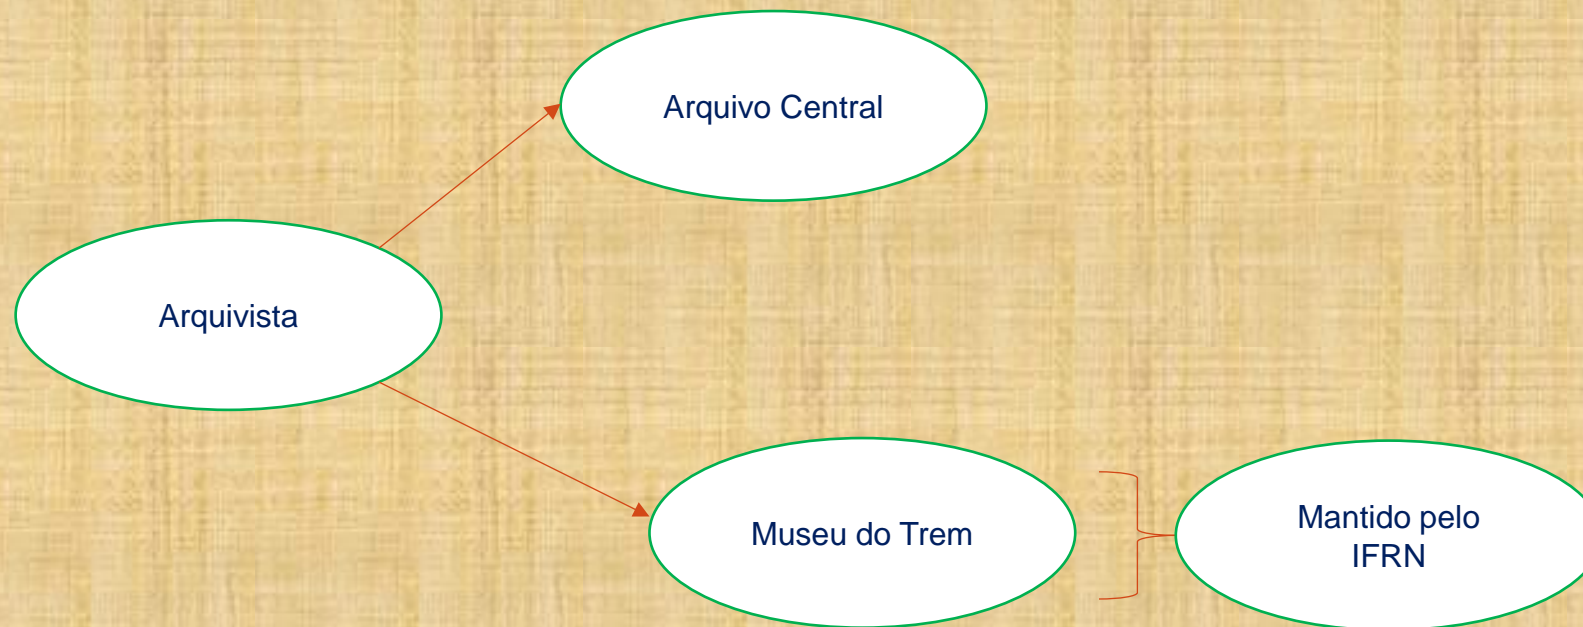 Arquivo Central
Arquivista
Museu do Trem
Mantido pelo
IFRN